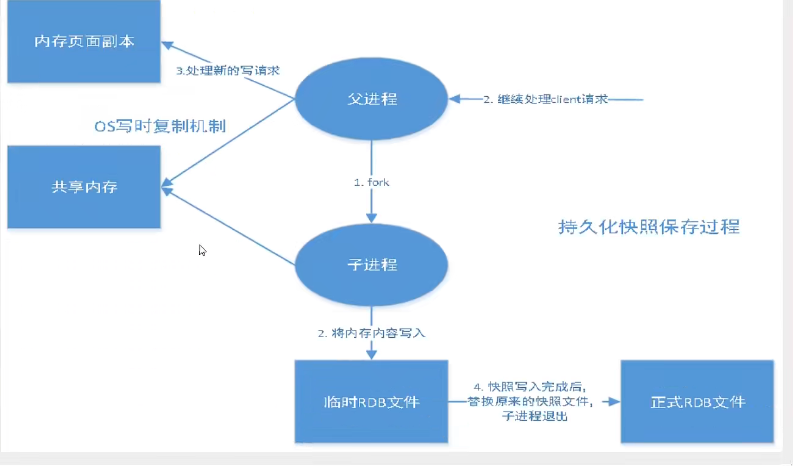 内存页面副本
3.处理新的写请求
父进程
2. 继续处理client请求
OS写时复制机制
共享内存
1. fork
持久化快照保存过程
子进程
2. 将内存内容写入
临时RDB文件
4. 快照写入完成后,
替换原来的快照文件,
子进程退出
正式RDB文件